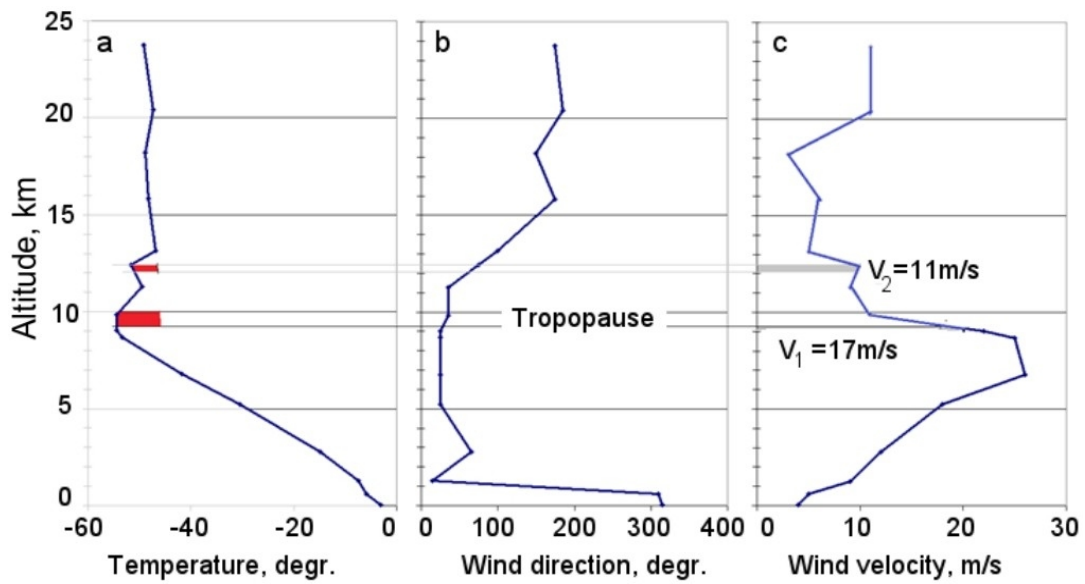 25
a
b
c
20
15
10
5
0
Altitude, km
V2=11m/s
Tropopause
V1 =17m/s
-60 -40 -20 0
0 100 200 300 400
0 10 20 30
Temperature, degr.
Wind direction, degr.
Wind velocity, m/s